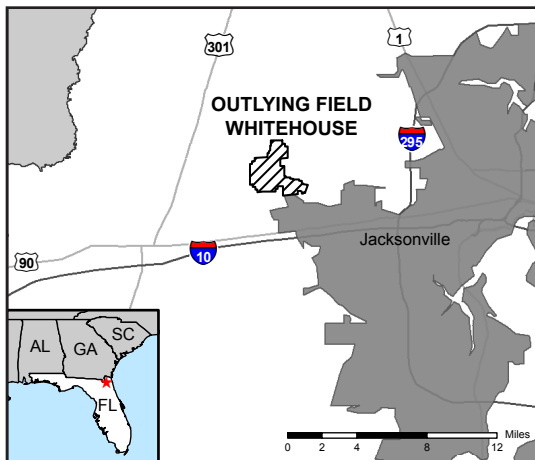 301
1
OUTLYING FIELD
WHITEHOUSE
295
Jacksonville
90
10
SC
AL
GA
FL
Miles
0 2 4 8 12